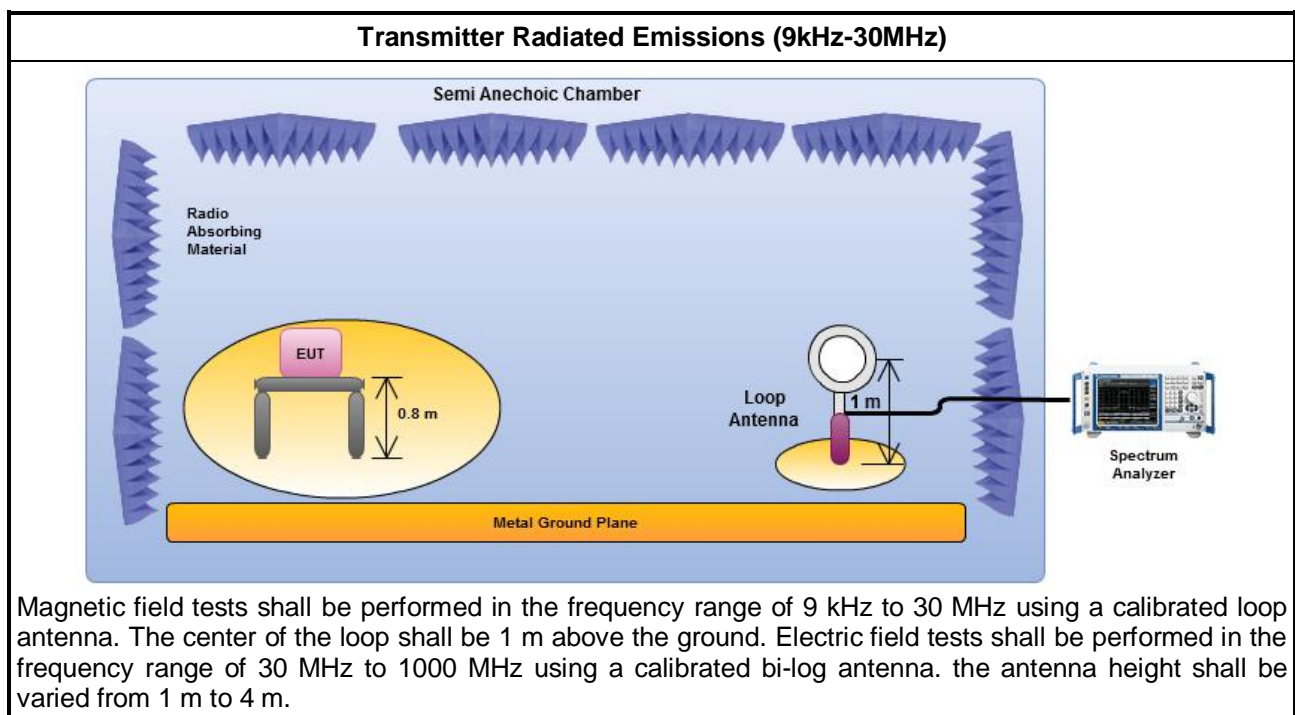 Transmitter Radiated Emissions (9kHz-30MHz)
Semi Anechoic Chamber
Radio
Absorbing
Material
EUT
0.8 m
Loop
Antenna
1 m
Spectrum
Analyzer
Metal Ground Plane
Magnetic field tests shall be performed in the frequency range of 9 kHz to 30 MHz using a calibrated loop
antenna. The center of the loop shall be 1 m above the ground. Electric field tests shall be performed in the
frequency range of 30 MHz to 1000 MHz using a calibrated bi-log antenna. the antenna height shall be
varied from 1 m to 4 m.